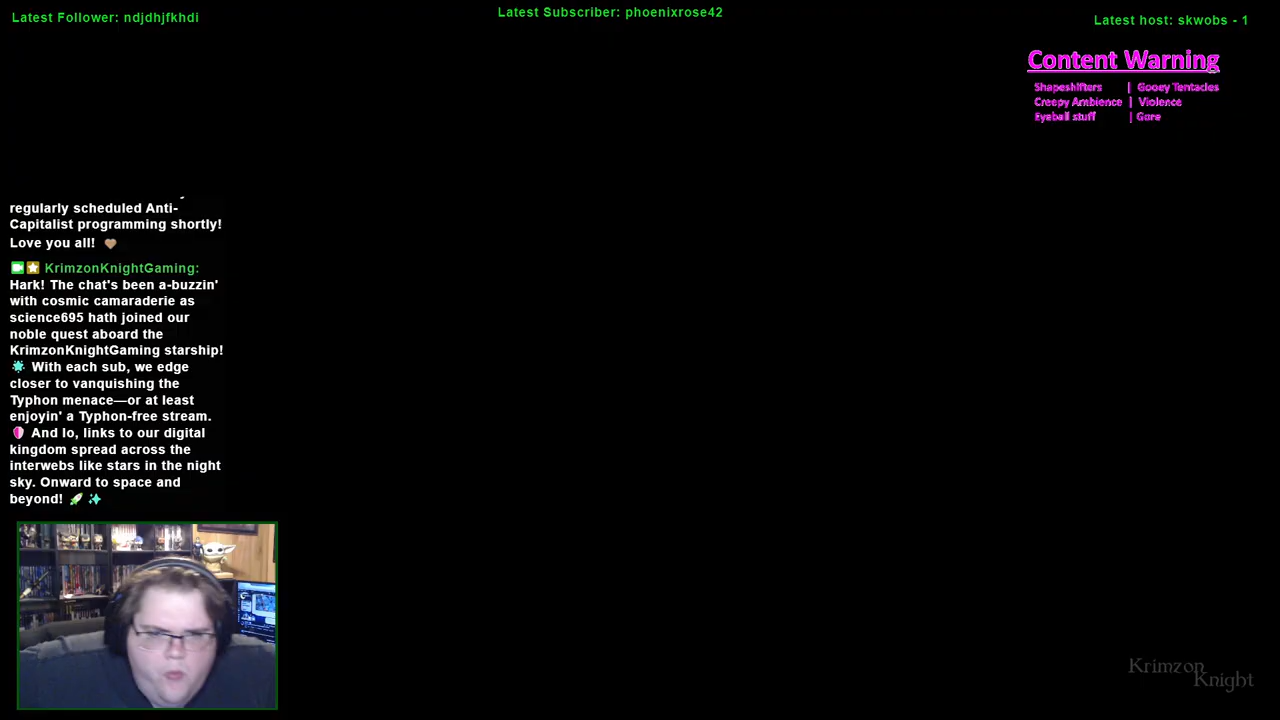 Latest Follower: ndjdhjfkhdi
Latest Subscriber: phoenixrose42
Latest host: skwobs - 1
Content Warning
Shapeshifters | Gooey Tentacles
Creepy Ambience | Violence
Eyeball stuff | Gore
regularly scheduled Anti-
Capitalist programming shortly!
Love you all!
KrimzonKnightGaming:
Hark! The chat's been a-buzzin'
with cosmic camaraderie as
science695 hath joined our
noble quest aboard the
KrimzonKnightGaming starship!
With each sub, we edge
closer to vanquishing the
Typhon menace—or at least
enjoyin' a Typhon-free stream.
And lo, links to our digital
kingdom spread across the
interwebs like stars in the night
sky. Onward to space and
beyond!
Krimzon
Knight